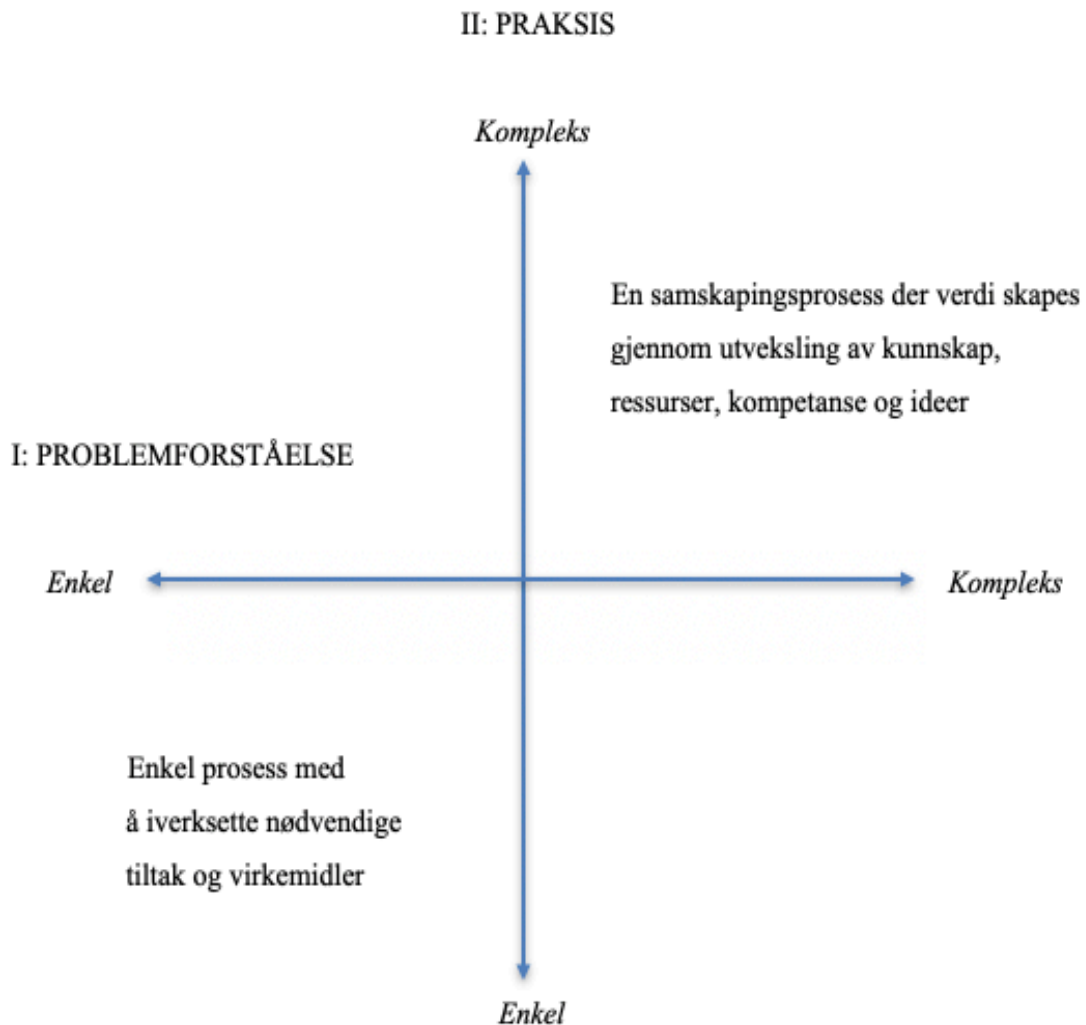 II: PRAKSIS
Kompleks
En samskapingsprosess der verdi skapes
gjennom utveksling av kunnskap,
ressurser, kompetanse og ideer
I: PROBLEMFORSTÅELSE
Enkel
Kompleks
Enkel prosess med
å iverksette nødvendige
tiltak og virkemidler
Enkel